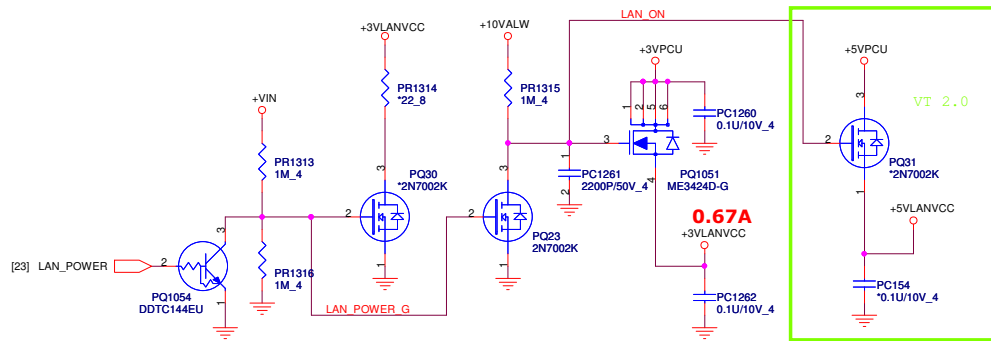 LAN_ON
+3VLANVCC
+10VALW
+3VPCU
+5VPCU
VT 2.0
PR1314
*22_8
PR1315
1M_4
+VIN
1
2
5
6
PC1260
0.1U/10V_4
3
PR1313
1M_4
3
PQ30
*2N7002K
3
1
2
PC1261
2200P/50V_4
3
4
PQ1051
ME3424D-G
2
PQ31
*2N7002K
1
3
2
2
PQ23
2N7002K
1
1
0.67A
+3VLANVCC
+5VLANVCC
[23] LAN_POWER
2
PQ1054
DDTC144EU
1
PR1316
1M_4
LAN_POWER_G
PC1262
0.1U/10V_4
PC154
*0.1U/10V_4